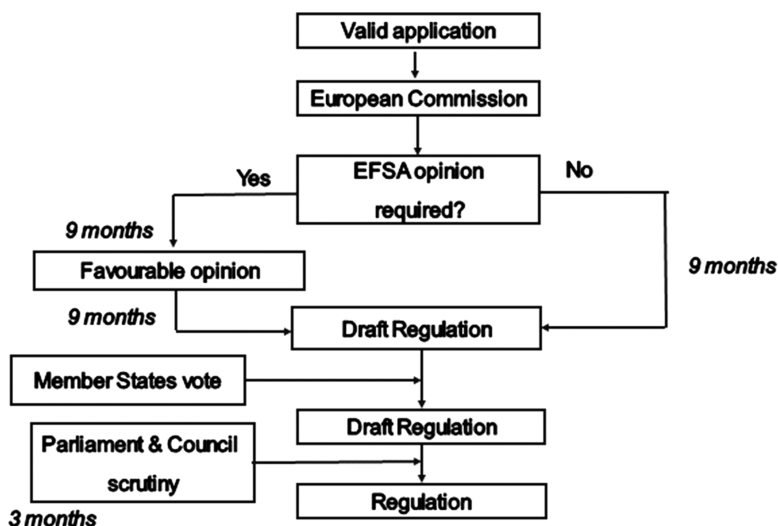 Valid application
European Commission
EFSA opinion
required?
Yes
No
9 months
Favourable opinion
9 months
9 months
Draft Regulation
Member States vote
Draft Regulation
Parliament & Council
scrutiny
Regulation
3 months